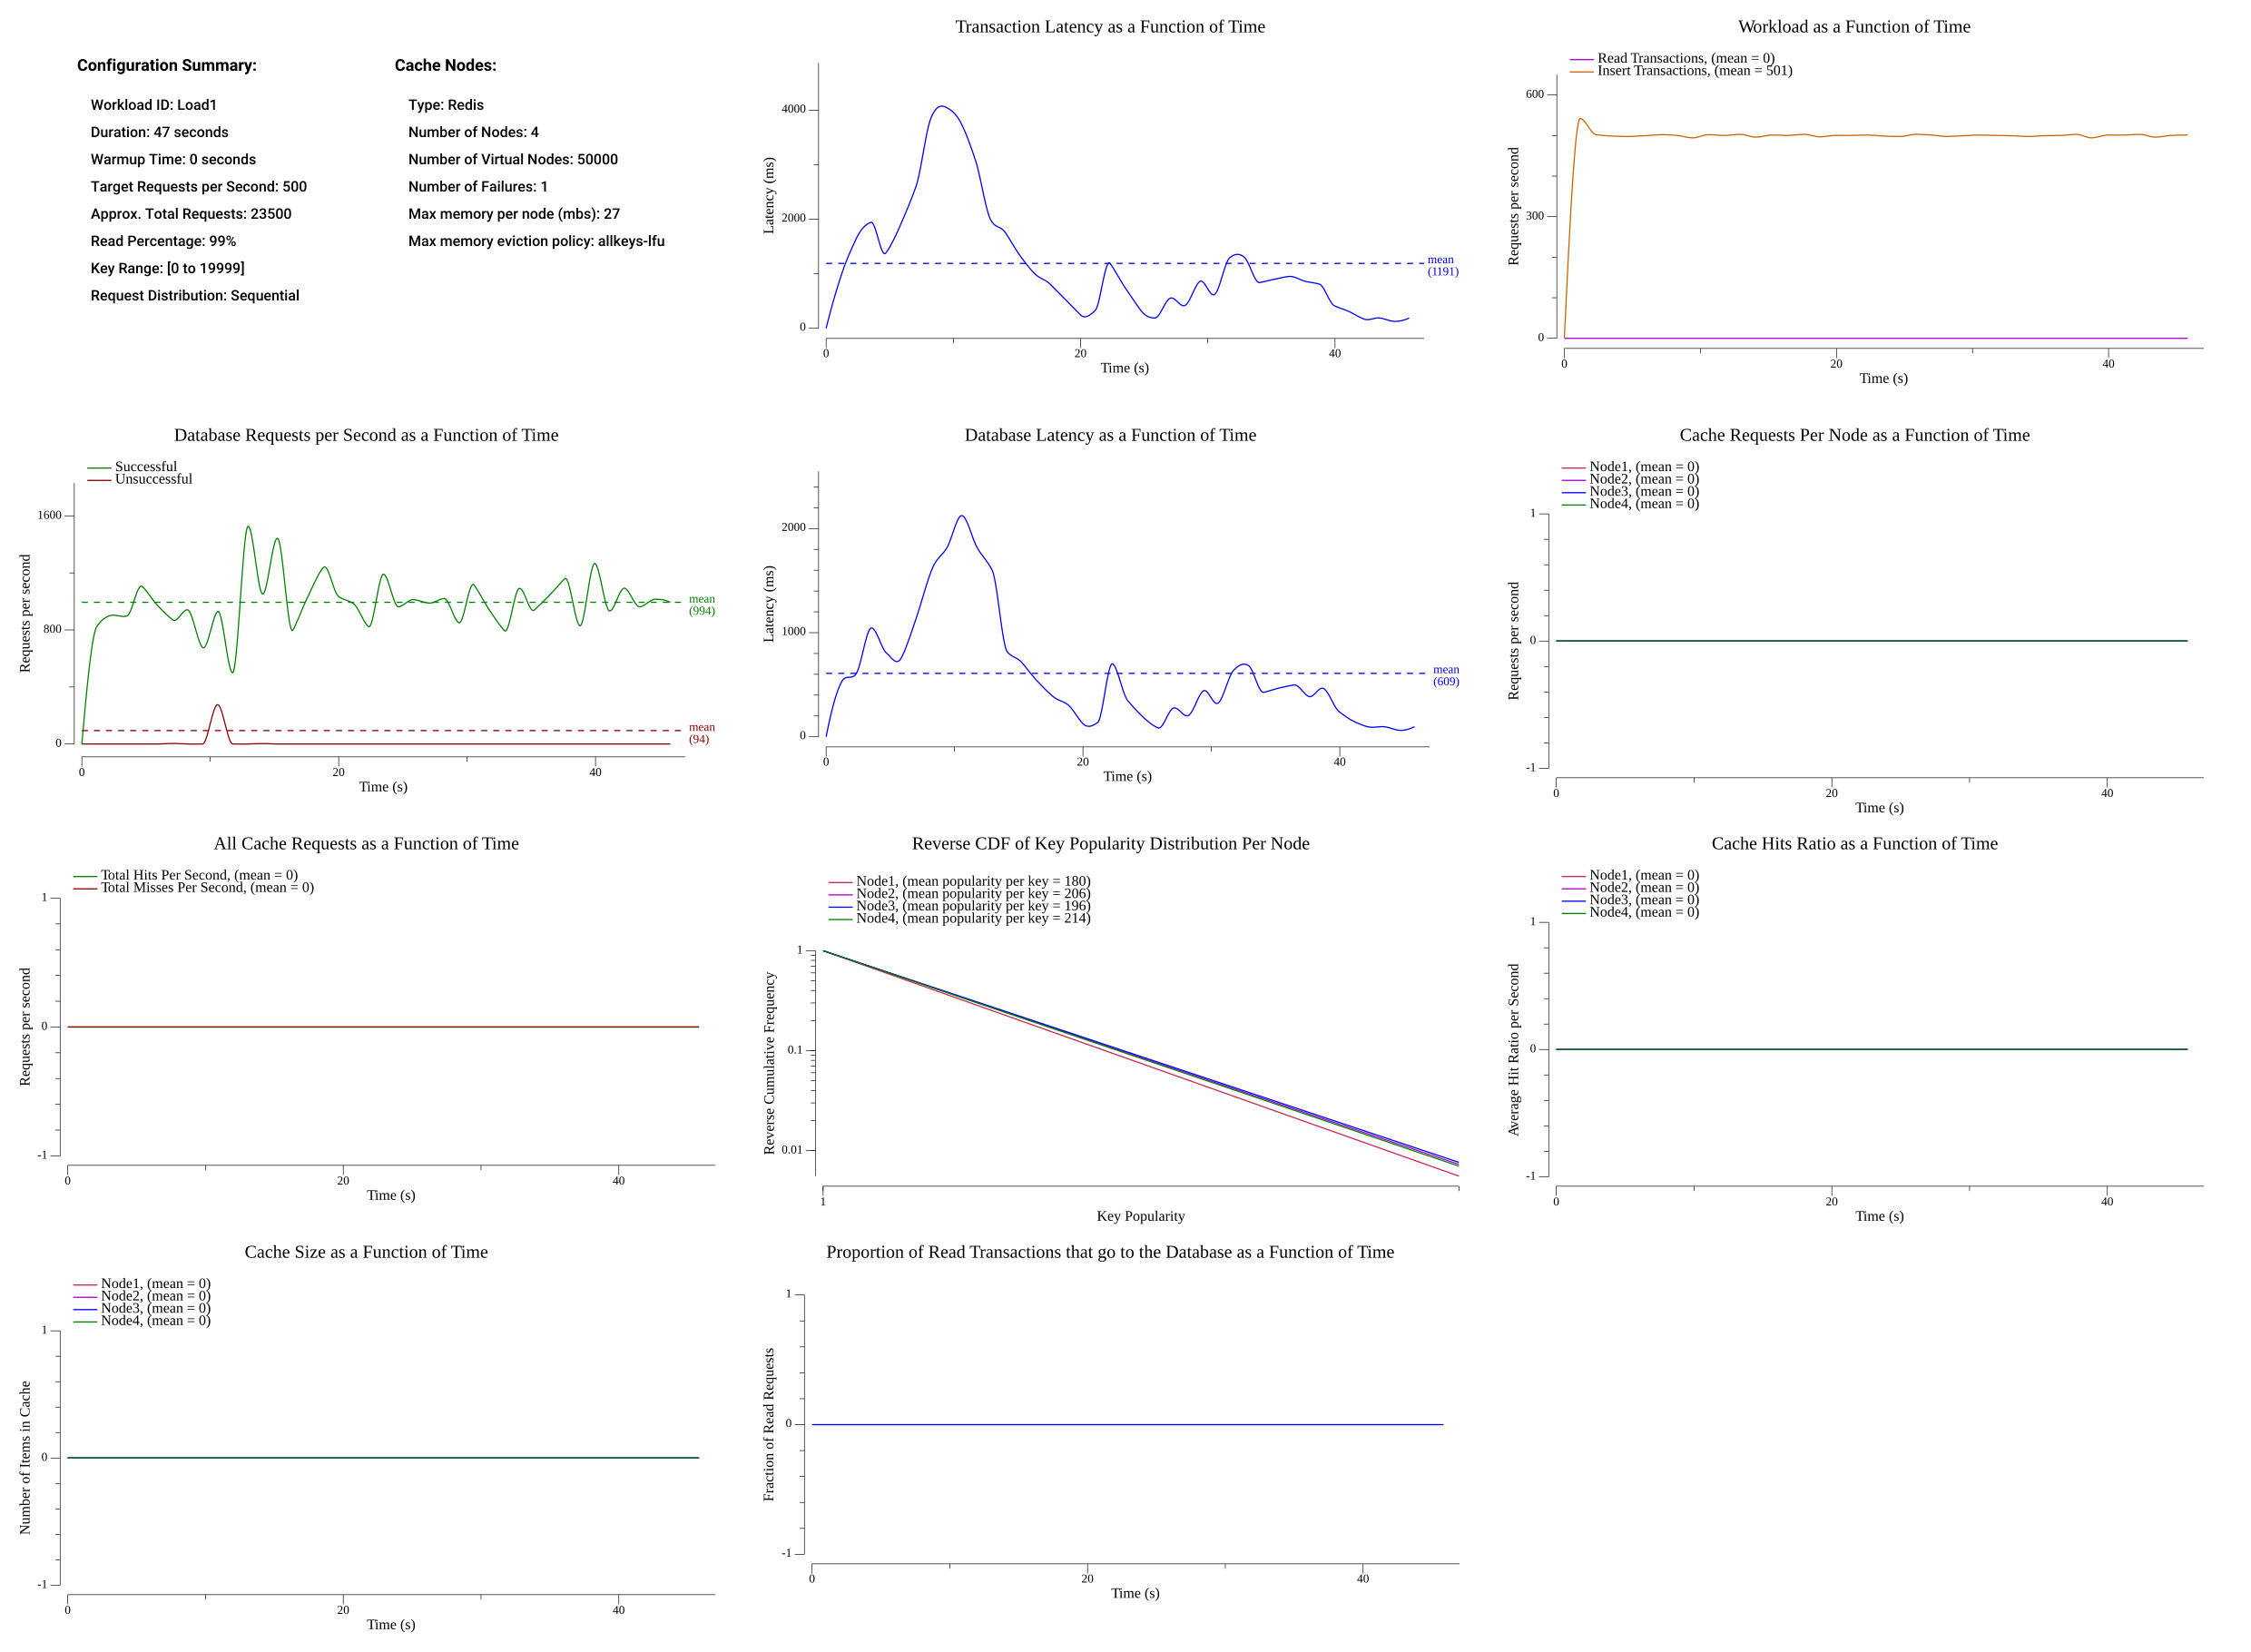 Configuration Summary:
Workload ID: Load1
Duration: 47 seconds
Warmup Time: 0 seconds
Target Requests per Second: 500
Approx. Total Requests: 23500
Read Percentage: 99%
Key Range: [0 to 19999]
Request Distribution: Sequential
Cache Nodes:
Type: Redis
Number of Nodes: 4
Number of Virtual Nodes: 50000
Number of Failures: 1
Max memory per node (mbs): 27
Max memory eviction policy: allkeys-lfu
Transaction Latency as a Function of Time
Latency (ms)
4000
2000
0
mean
(1191)
0 20 40
Time (s)
Workload as a Function of Time
Read Transactions, (mean = 0)
Insert Transactions, (mean = 501)
Requests per second
600
300
0
0 20 40
Time (s)
Database Requests per Second as a Function of Time
Successful
Unsuccessful
Requests per second
1600
800
0
mean
(994)
mean
(94)
0 20 40
Time (s)
Database Latency as a Function of Time
Latency (ms)
2000
1000
0
mean
(609)
0 20 40
Time (s)
Cache Requests Per Node as a Function of Time
Node1, (mean = 0)
Node2, (mean = 0)
Node3, (mean = 0)
Node4, (mean = 0)
Requests per second
1
0
-1
0 20 40
Time (s)
All Cache Requests as a Function of Time
Total Hits Per Second, (mean = 0)
Total Misses Per Second, (mean = 0)
Requests per second
1
0
-1
0 20 40
Time (s)
Reverse CDF of Key Popularity Distribution Per Node
Node1, (mean popularity per key = 180)
Node2, (mean popularity per key = 206)
Node3, (mean popularity per key = 196)
Node4, (mean popularity per key = 214)
Reverse Cumulative Frequency
1
0.1
0.01
1
Key Popularity
Cache Hits Ratio as a Function of Time
Node1, (mean = 0)
Node2, (mean = 0)
Node3, (mean = 0)
Node4, (mean = 0)
Average Hit Ratio per Second
1
0
-1
0 20 40
Time (s)
Cache Size as a Function of Time
Node1, (mean = 0)
Node2, (mean = 0)
Node3, (mean = 0)
Node4, (mean = 0)
Number of Items in Cache
1
0
-1
0 20 40
Time (s)
Proportion of Read Transactions that go to the Database as a Function of Time
Fraction of Read Requests
1
0
-1
0 20 40
Time (s)